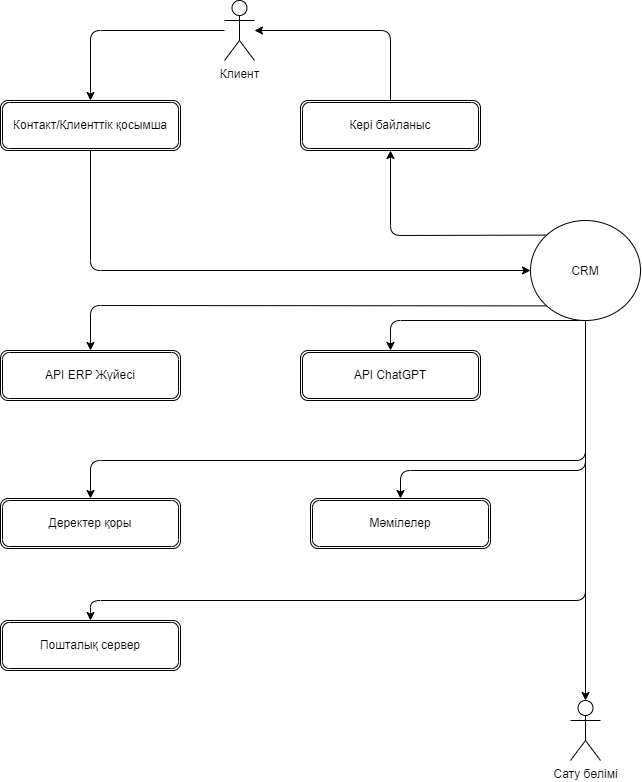 Клиент
Контакт/Клиенттік қосымша
Кері байланыс
CRM
API ERP Жүйесі
API ChatGPT
Деректер қоры
Мәмілелер
Пошталық сервер
Сату бөлімі